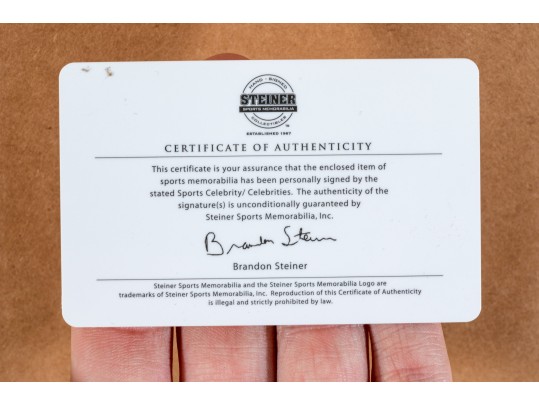 HAND - SIGNED
STEINER
SPORTS MEMORABILIA
COLLECTIBLES
TM
ESTABLISHED 1987
CERTIFICATE OF AUTHENTICITY
This certificate is your assurance that the enclosed item of
sports memorabilia has been personally signed by the
stated Sports Celebrity/ Celebrities. The authenticity of the
signature(s) is unconditionally guaranteed by
Steiner Sports Memorabilia, Inc.
Brandon Steiner
Brandon Steiner
Steiner Sports Memorabilia and the Steiner Sports Memorabilia Logo are
trademarks of Steiner Sports Memorabilia, Inc. Reproduction of this Certificate of Authenticity
is illegal and strictly prohibited by law.